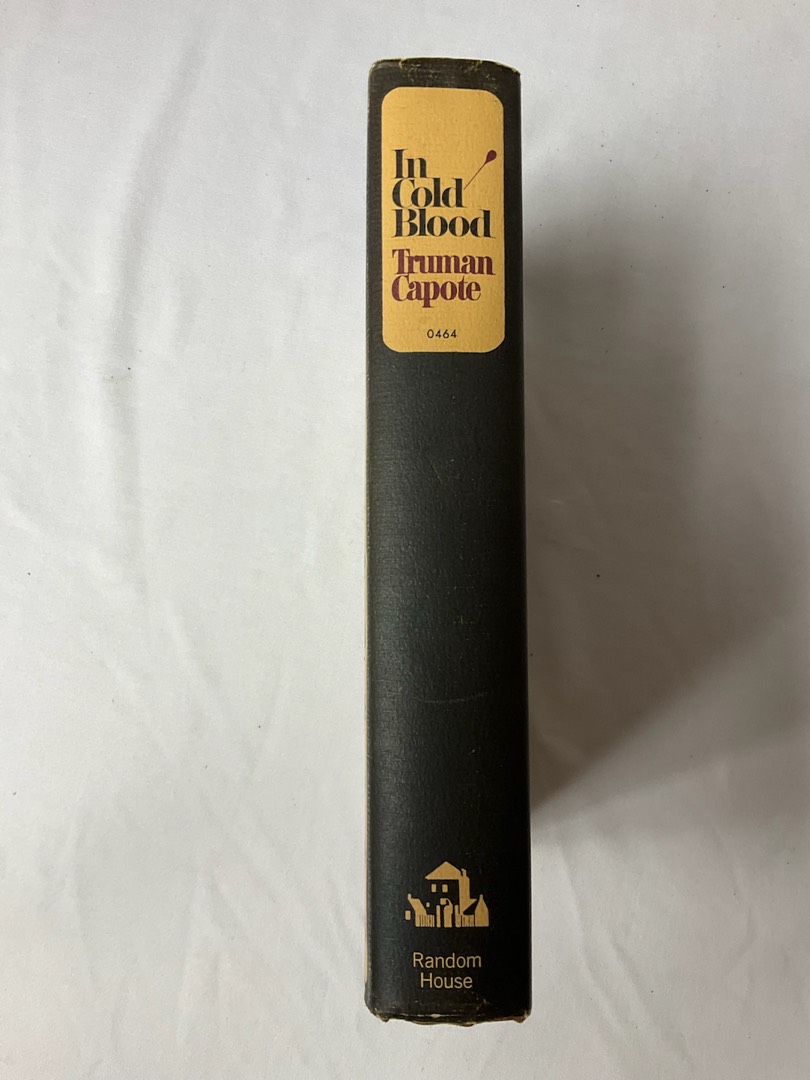 In
Cold
Blood
Truman
Capote
0464
Random
House